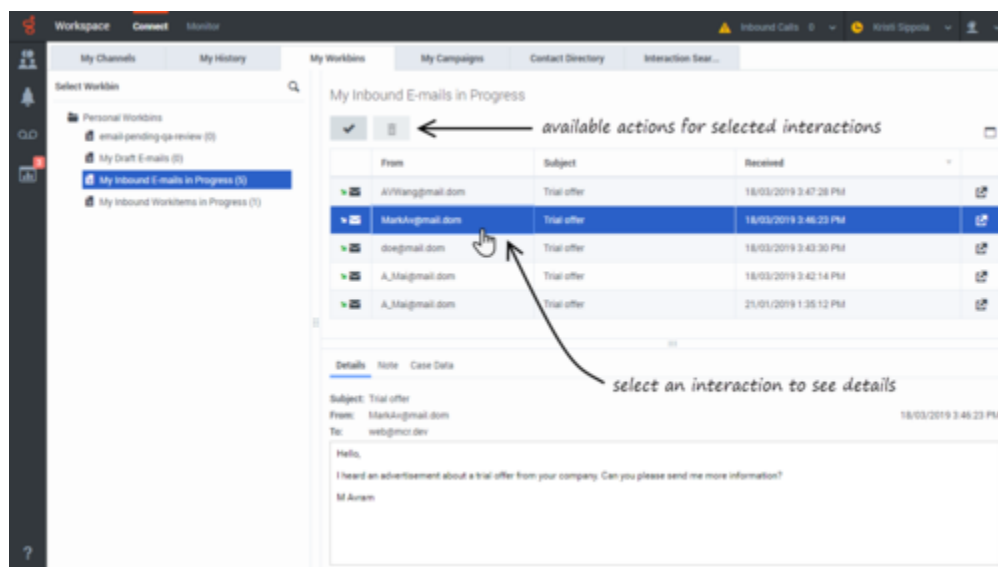 Workspace Connect Monitor Inbound Calls 0 Kristi Sippola
My Channels My History My Workbins My Campaigns Contact Directory Interaction Sear...
Select Workbin
My Inbound E-mails in Progress
Personal Workbins
email-pending-qa-review (0)
My Draft E-mails (0)
My Inbound E-mails in Progress (5)
My Inbound Workitems in Progress (1)
available actions for selected interactions
From Subject Received
AVWang@mail.dom Trial offer 18/03/2019 3:47:28 PM
MarkAv@mail.dom Trial offer 18/03/2019 3:46:23 PM
doe@mail.dom Trial offer 18/03/2019 3:43:30 PM
A_Mai@mail.dom Trial offer 18/03/2019 3:42:14 PM
A_Mai@mail.dom Trial offer 21/01/2019 1:35:12 PM
Details Note Case Data
select an interaction to see details
Subject: Trial offer
From: MarkAv@mail.dom 18/03/2019 3:46:23 PM
To: web@mcr.dev
Hello,
I heard an advertisement about a trial offer from your company. Can you please send me more information?
M Avram
3
?